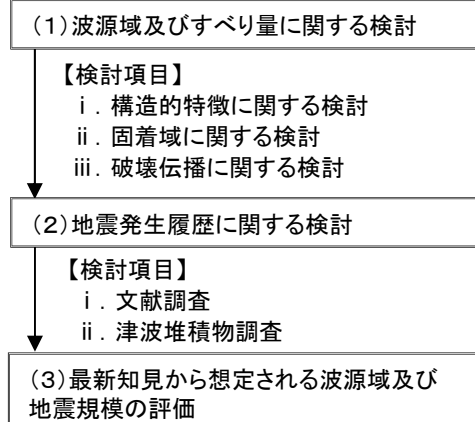 （１）波源域及びすべり量に関する検討
【検討項目】
ⅰ．構造的特徴に関する検討
ⅱ．固着域に関する検討
ⅲ．破壊伝播に関する検討
（２）地震発生履歴に関する検討
【検討項目】
ⅰ．文献調査
ⅱ．津波堆積物調査
（３）最新知見から想定される波源域及び
地震規模の評価